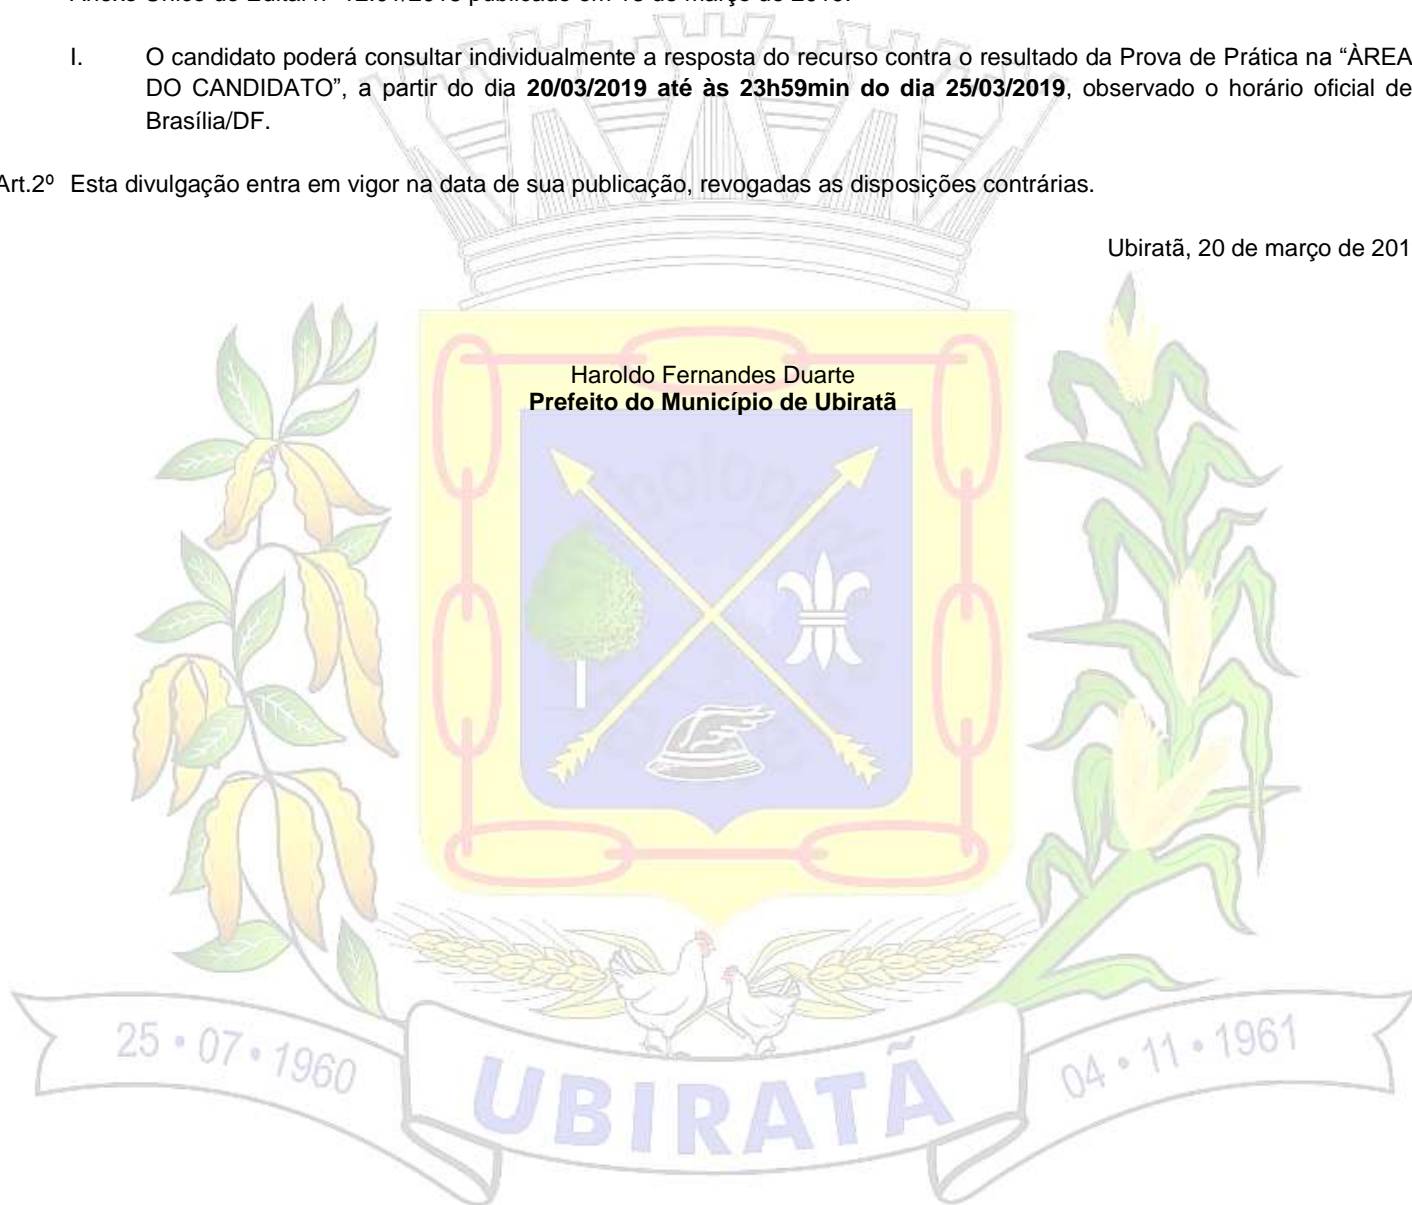 I. O candidato poderá consultar individualmente a resposta do recurso contra o resultado da Prova de Prática na “ÀREA
DO CANDIDATO”, a partir do dia 20/03/2019 até às 23h59min do dia 25/03/2019, observado o horário oficial de
Brasília/DF.
Art.2º Esta divulgação entra em vigor na data de sua publicação, revogadas as disposições contrárias.
Ubiratã, 20 de março de 201
Haroldo Fernandes Duarte
Prefeito do Município de Ubiratã
25 • 07 • 1960
UBIRATÃ
04 • 11 • 1961